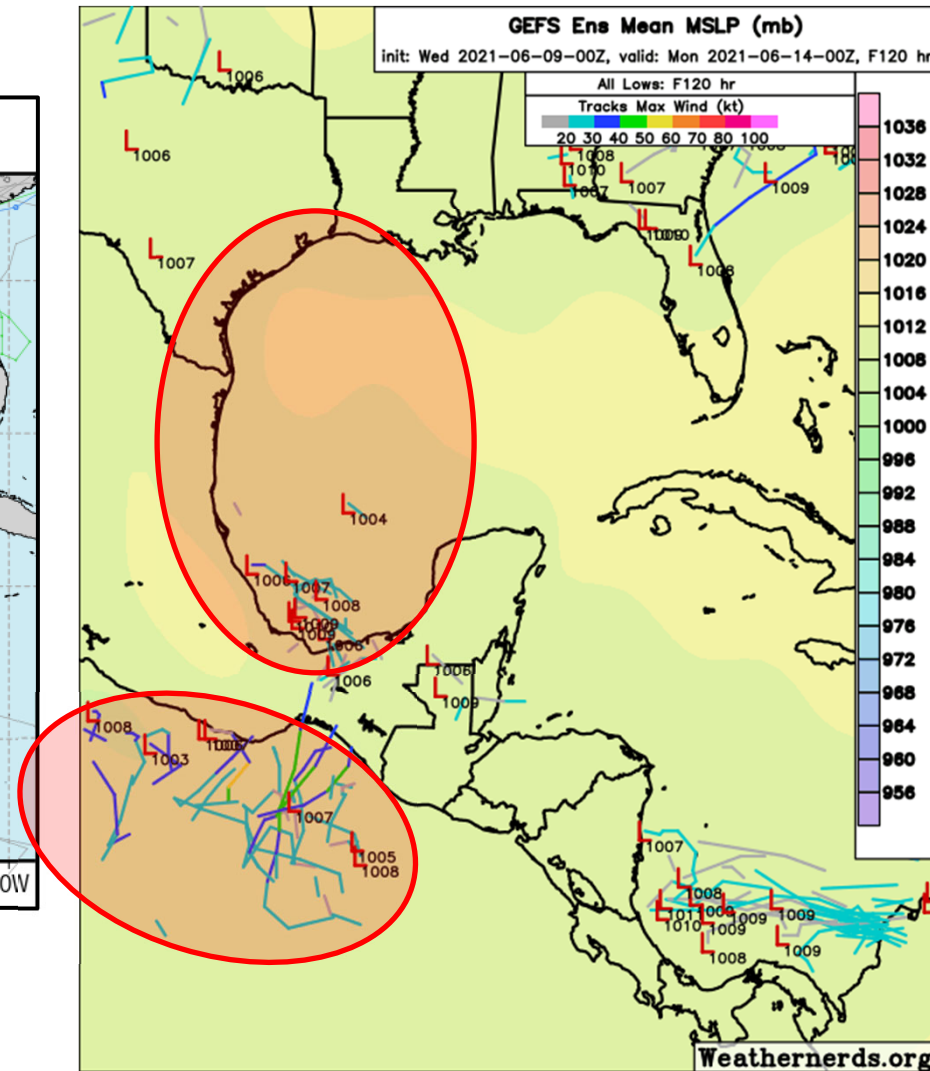 GEFS Ens Mean MSLP (mb)
init: Wed 2021-06-09-00Z, valid: Mon 2021-06-14-00Z, F120 hr
All Lows: F120 hr
Tracks Max Wind (kt)
20 30 40 50 60 70 80 100
1036
1032
1028
1024
1020
1016
1012
1008
1004
1000
996
992
988
984
980
976
972
968
964
960
956
L 1006
L 1006
L 1007
L 1008
L 1010
L 1007
L 1007
L 1009
L 1008
L 1004
L 1007
L 1008
L 1009
L 1006
L 1006
L 1009
L 1008
L 1003
L 1007
L 1005
L 1008
L 1007
L 1008
L 1009
L 1009
L 1010
L 1009
L 1008
L 1009
0W
Weathernerds.org